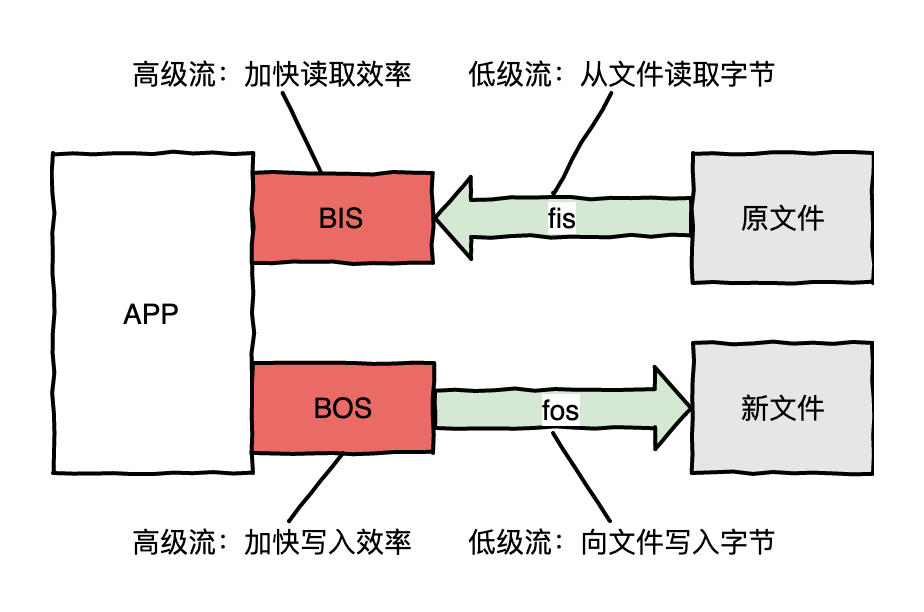 高级流：加快读取效率
低级流：从文件读取字节
BIS
fis
原文件
APP
BOS
fos
新文件
高级流：加快写入效率
低级流：向文件写入字节